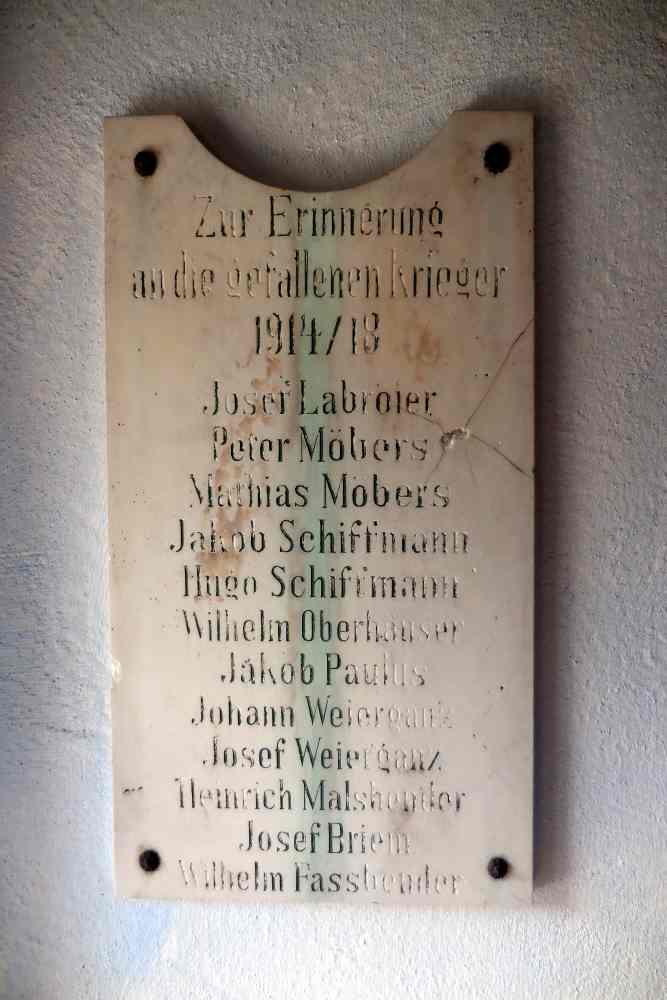 Zur Erinnerung
an die gefallenen Krieger
1914/18
Josef Labroier
Peter Möbers
Mathias Möbers
Jakob Schiffmann
Hugo Schiffmann
Wilhelm Oberhauser
Jakob Paulus
Johann Weierganz
Josef Weierganz
Heinrich
Josef Briem
Wilhelm Fassbender